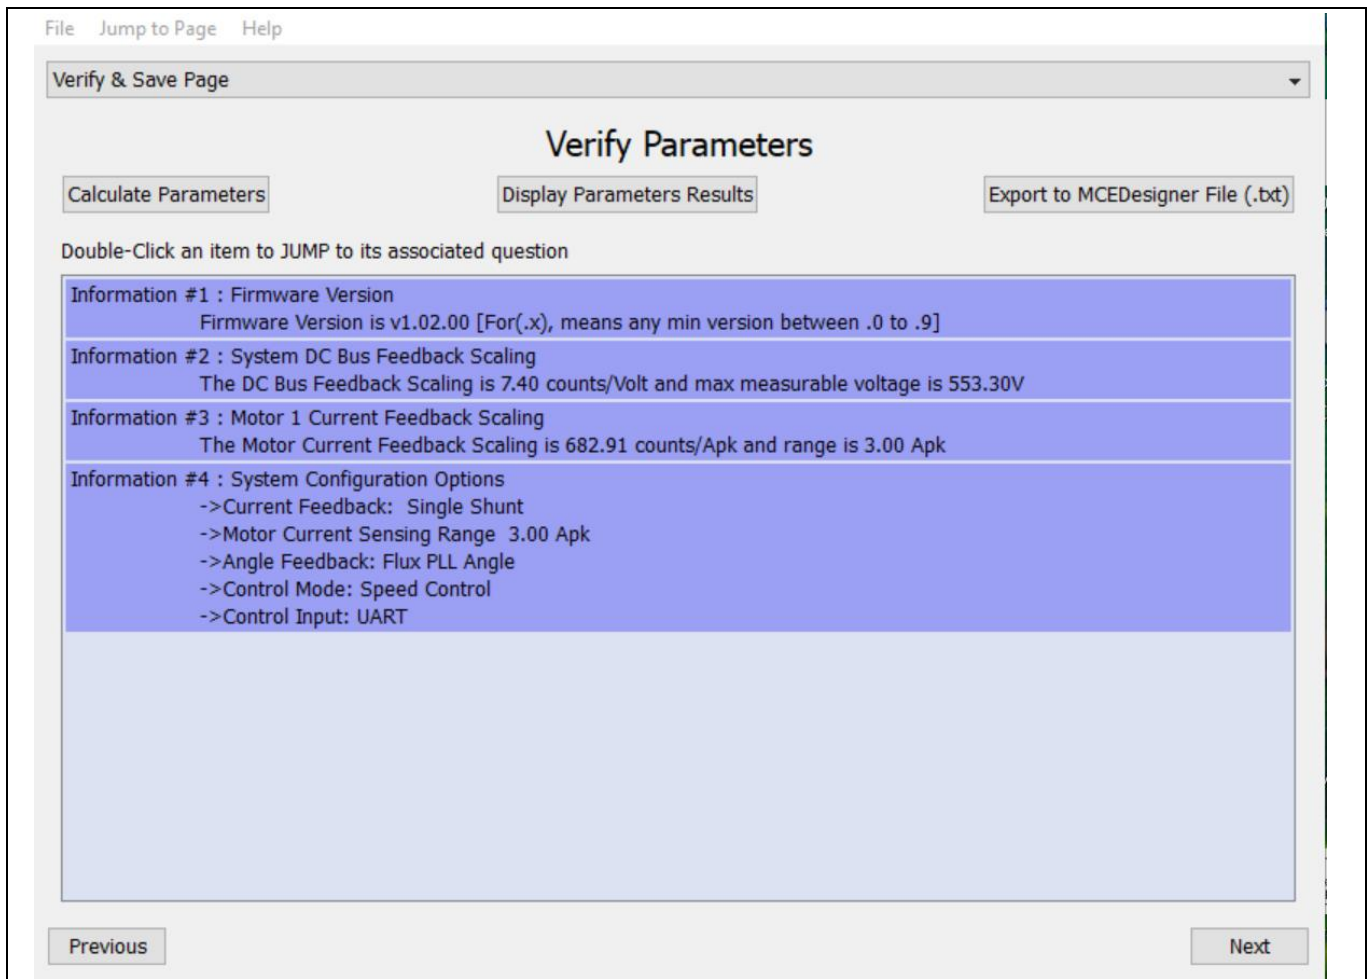 File Jump to Page Help
Verify & Save Page
Verify Parameters
Calculate Parameters Display Parameters Results Export to MCEDesigner File (.txt)
Double-Click an item to JUMP to its associated question
Information #1 : Firmware Version
Firmware Version is v1.02.00 [For(.x), means any min version between .0 to .9]
Information #2 : System DC Bus Feedback Scaling
The DC Bus Feedback Scaling is 7.40 counts/Volt and max measurable voltage is 553.30V
Information #3 : Motor 1 Current Feedback Scaling
The Motor Current Feedback Scaling is 682.91 counts/Apk and range is 3.00 Apk
Information #4 : System Configuration Options
->Current Feedback: Single Shunt
->Motor Current Sensing Range 3.00 Apk
->Angle Feedback: Flux PLL Angle
->Control Mode: Speed Control
->Control Input: UART
Previous Next